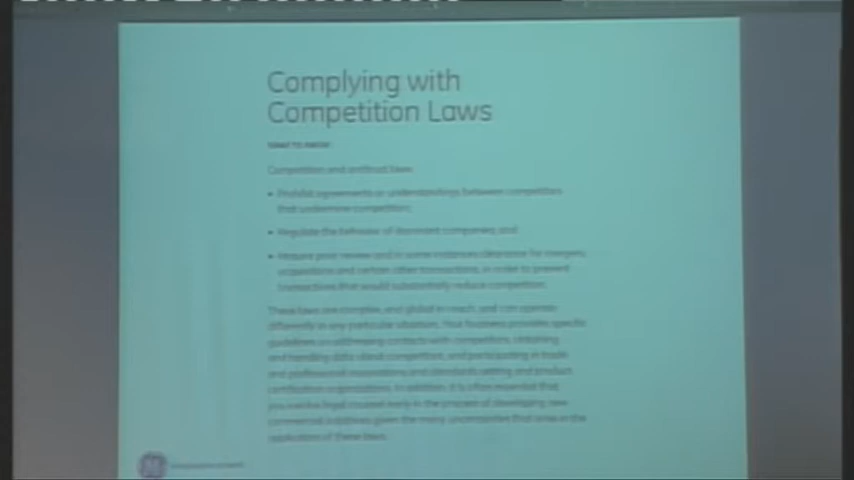 Complying with
Competition Laws
WHAT TO KNOW
Competition and antitrust laws:
• Prohibit agreements or understandings between competitors
that undermine competition;
• Regulate the behavior of dominant companies; and
• Require prior review and in some instances clearance for mergers,
acquisitions and certain other transactions, in order to prevent
transactions that would substantially reduce competition.
These laws are complex, and global in reach, and can operate
differently in any particular situation. Your business provides specific
guidelines on addressing contacts with competitors, obtaining
and handling data about competitors, and participating in trade
and professional associations and standards setting and product
certification organizations. In addition, it is often essential that
you involve legal counsel early in the process of developing new
commercial initiatives given the many uncertainties that arise in the
application of these laws.